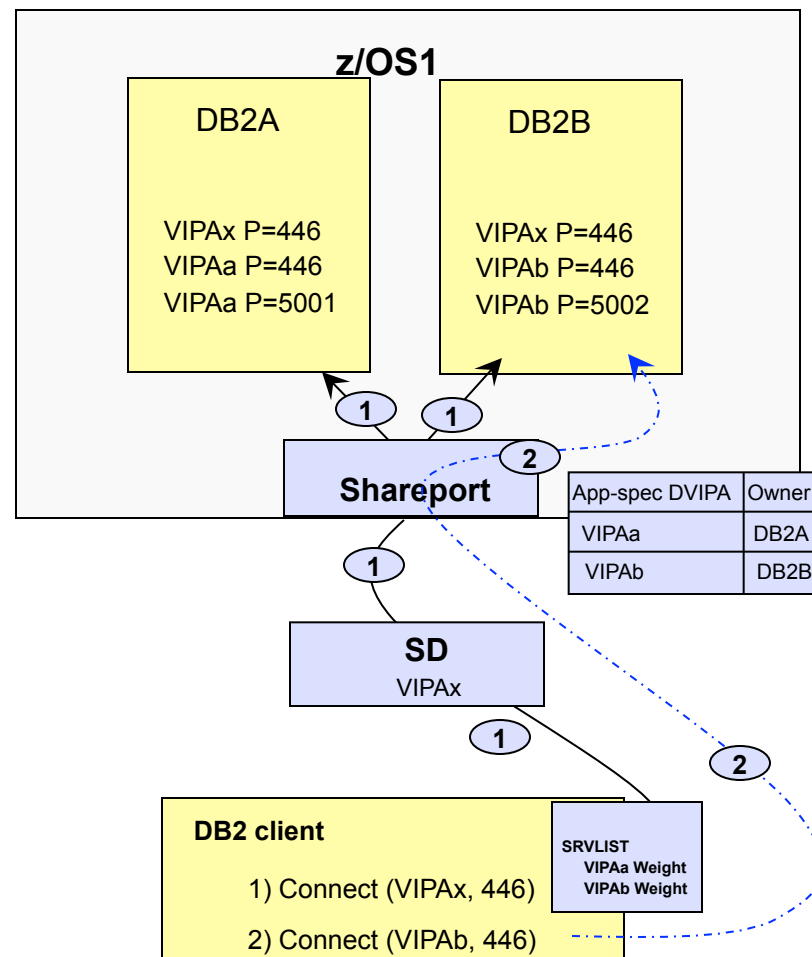 z/OS1
DB2A
VIPAx P=446
VIPAa P=446
VIPAa P=5001
DB2B
VIPAx P=446
VIPAb P=446
VIPAb P=5002
1
1
2
Shareport
App-spec DVIPA Owner
VIPAa DB2A
VIPAb DB2B
1
SD
VIPAx
1
2
DB2 client
1) Connect (VIPAx, 446)
2) Connect (VIPAb, 446)
SRVLIST
VIPAa Weight
VIPAb Weight